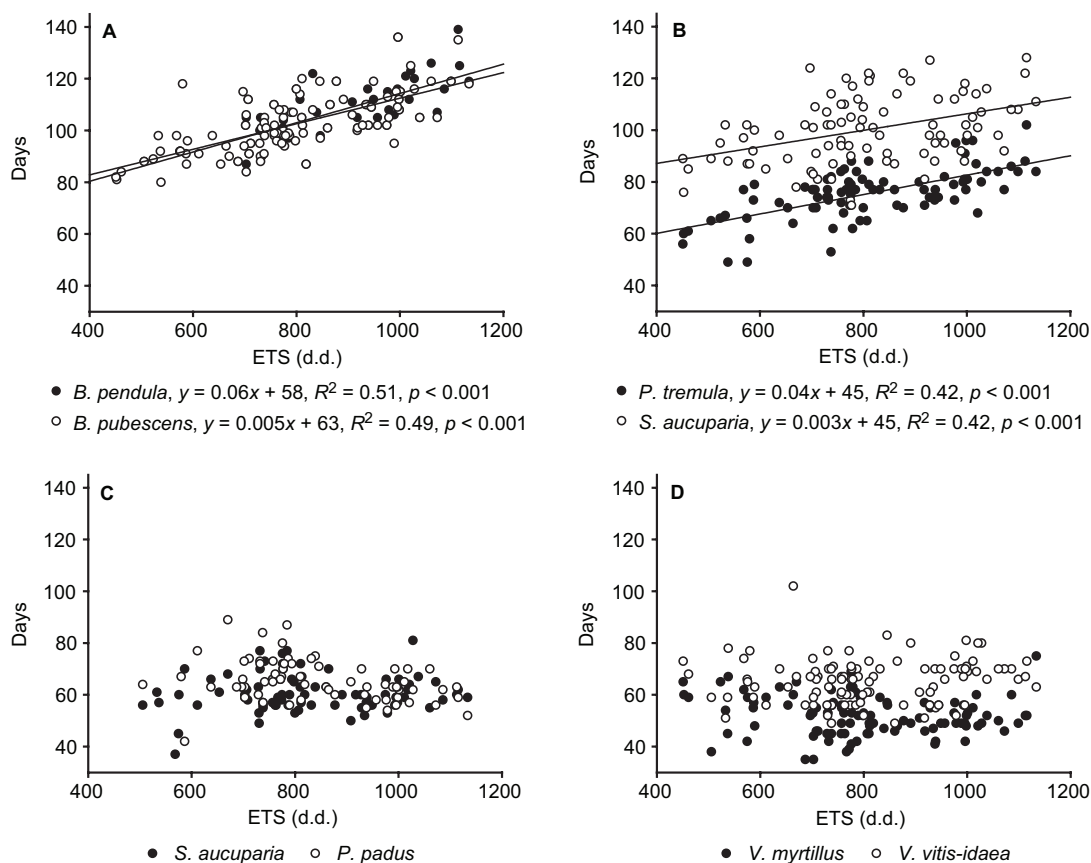 A
140
120
100
80
60
40
Days
400 600 800 1000 1200
ETS (d.d.)
● B. pendula, y = 0.06x + 58, R² = 0.51, p < 0.001
○ B. pubescens, y = 0.005x + 63, R² = 0.49, p < 0.001
B
140
120
100
80
60
40
Days
400 600 800 1000 1200
ETS (d.d.)
● P. tremula, y = 0.04x + 45, R² = 0.42, p < 0.001
○ S. aucuparia, y = 0.003x + 45, R² = 0.42, p < 0.001
C
140
120
100
80
60
40
Days
400 600 800 1000 1200
ETS (d.d.)
● S. aucuparia ○ P. padus
D
140
120
100
80
60
40
Days
400 600 800 1000 1200
ETS (d.d.)
● V. myrtillus ○ V. vitis-idaea